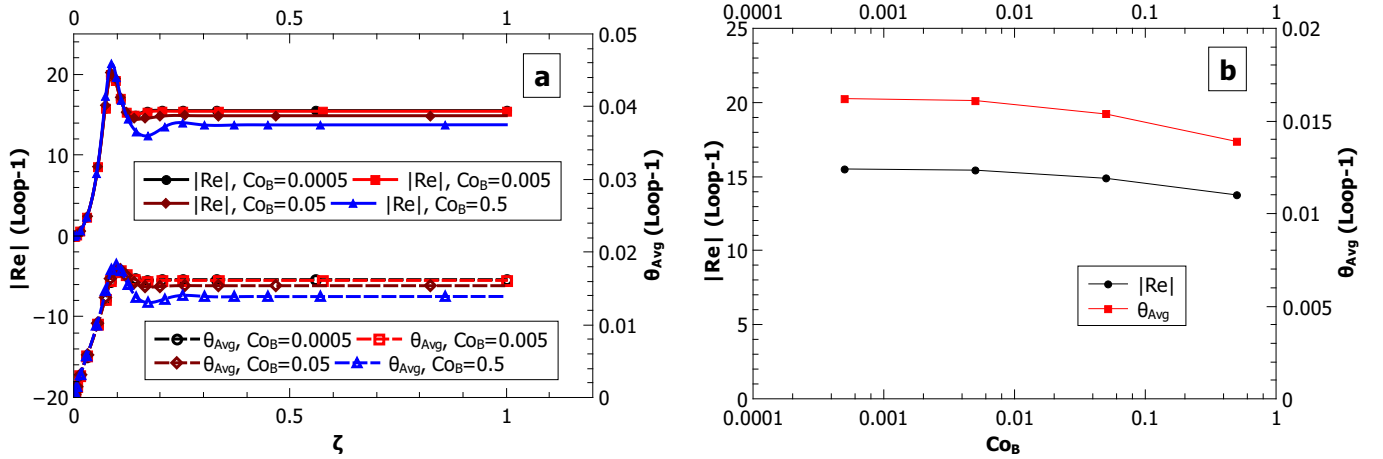 0 0.5 1
20
10
0
−10
−20
0.05
0.04
0.03
0.02
0.01
0
|Re| (Loop-1)
θAvg (Loop-1)
a
|Re|, CoB=0.0005 |Re|, CoB=0.005
|Re|, CoB=0.05 |Re|, CoB=0.5
θAvg, CoB=0.0005 θAvg, CoB=0.005
θAvg, CoB=0.05 θAvg, CoB=0.5
0 0.5 1
ζ
0.0001 0.001 0.01 0.1 1
25
20
15
10
5
0
0.02
0.015
0.01
0.005
0
|Re| (Loop-1)
θAvg (Loop-1)
b
|Re|
θAvg
0.0001 0.001 0.01 0.1 1
CoB